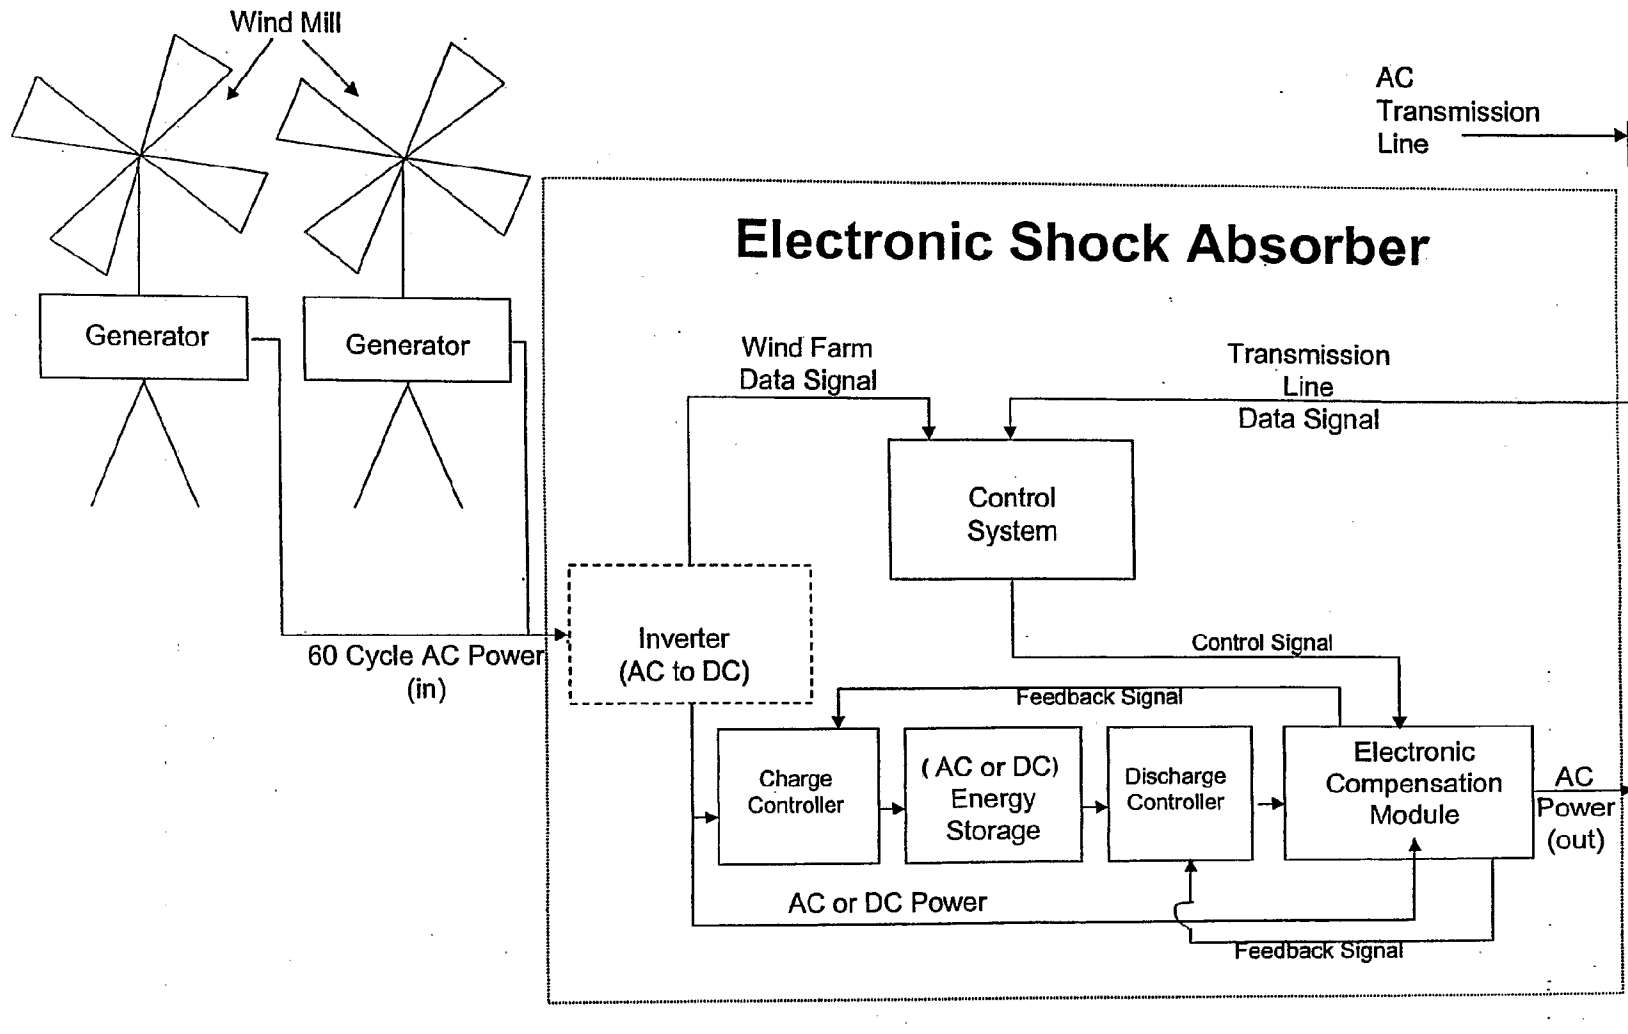 Wind Mill
AC
Transmission
Line
Electronic Shock Absorber
Generator
Generator
Wind Farm
Data Signal
Transmission
Line
Data Signal
Control
System
60 Cycle AC Power
(in)
Inverter
(AC to DC)
Control Signal
Feedback Signal
Charge
Controller
( AC or DC)
Energy
Storage
Discharge
Controller
Electronic
Compensation
Module
AC
Power
(out)
AC or DC Power
Feedback Signal